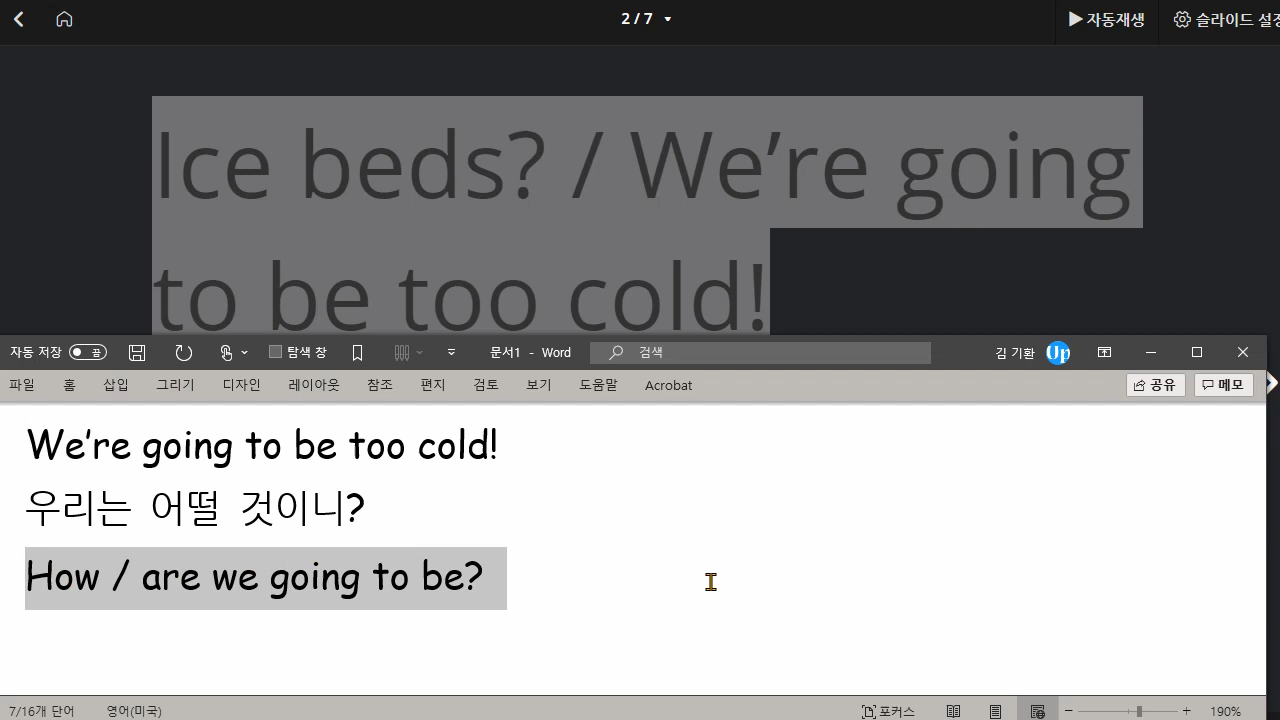 2 / 7
자동재생
슬라이드 설정
Ice beds? / We’re going
to be too cold!
자동 저장 끔
탐색 창
문서1 - Word
검색
김 기환
Up
파일 홈 삽입 그리기 디자인 레이아웃 참조 편지 검토 보기 도움말 Acrobat
공유 메모
We’re going to be too cold!
우리는 어떨 것이니?
How / are we going to be?
7/16개 단어 영어(미국) 포커스 190%